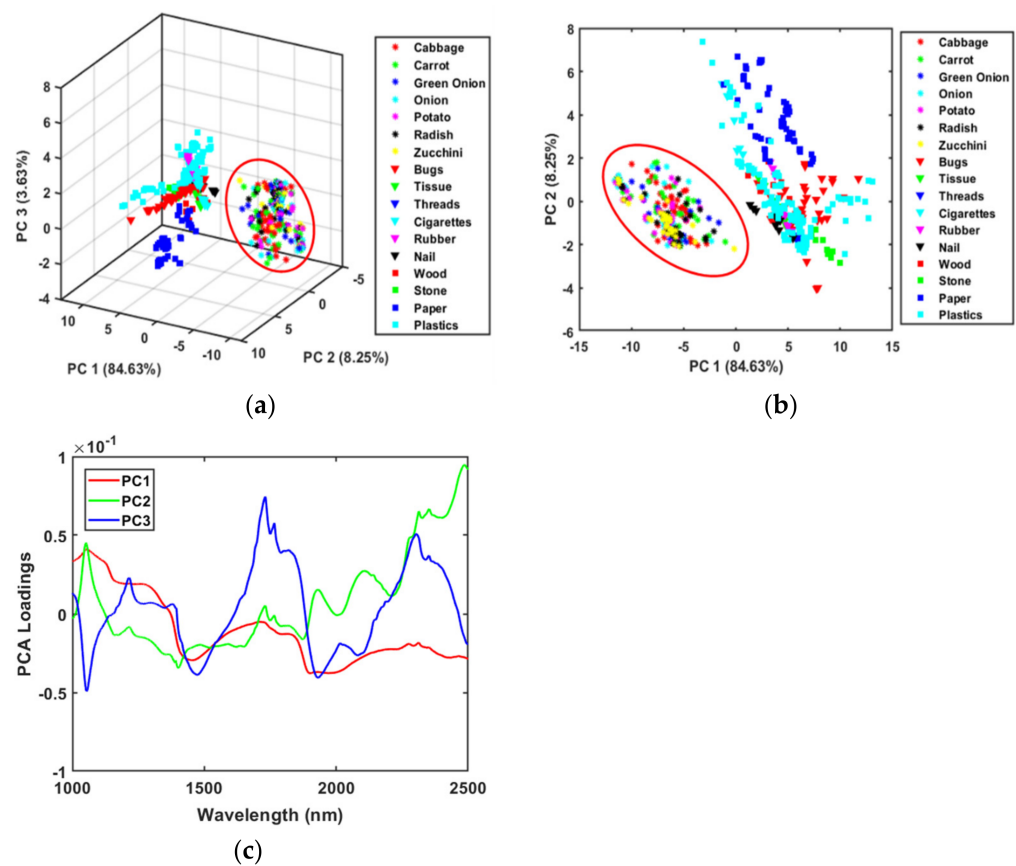 8
6
4
2
0
-2
-4
PC 3 (3.63%)
10
5
0
-5
-10
PC 1 (84.63%)
10
5
0
-5
PC 2 (8.25%)
Cabbage
Carrot
Green Onion
Onion
Potato
Radish
Zucchini
Bugs
Tissue
Threads
Cigarettes
Rubber
Nail
Wood
Stone
Paper
Plastics
(a)
8
6
4
2
0
-2
-4
-6
PC 2 (8.25%)
-15
-10
-5
0
5
10
15
PC 1 (84.63%)
Cabbage
Carrot
Green Onion
Onion
Potato
Radish
Zucchini
Bugs
Tissue
Threads
Cigarettes
Rubber
Nail
Wood
Stone
Paper
Plastics
(b)
×10⁻¹
1
0.5
0
-0.5
-1
PCA Loadings
PC1
PC2
PC3
1000
1500
2000
2500
Wavelength (nm)
(c)